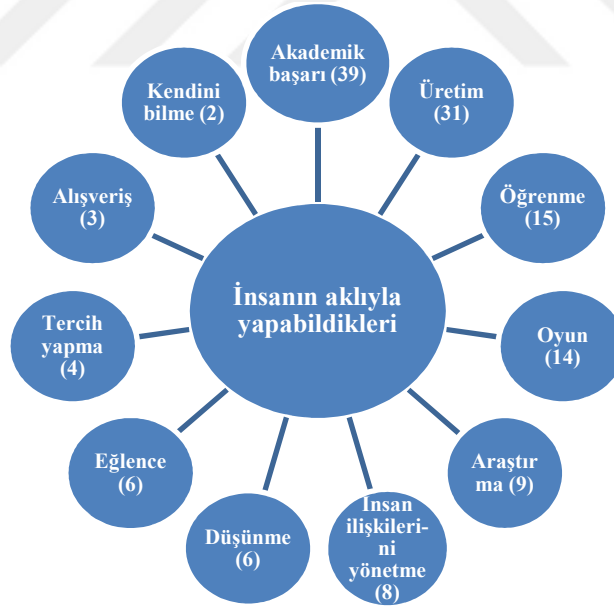 Akademik
başarı (39)
Üretim
(31)
Öğrenme
(15)
Oyun
(14)
Araştır
ma (9)
İnsan
ilişkileri-
ni
yönetme
(8)
Düşünme
(6)
Eğlence
(6)
Tercih
yapma
(4)
Alışveriş
(3)
Kendini
bilme (2)
İnsanın aklıyla
yapabildikleri